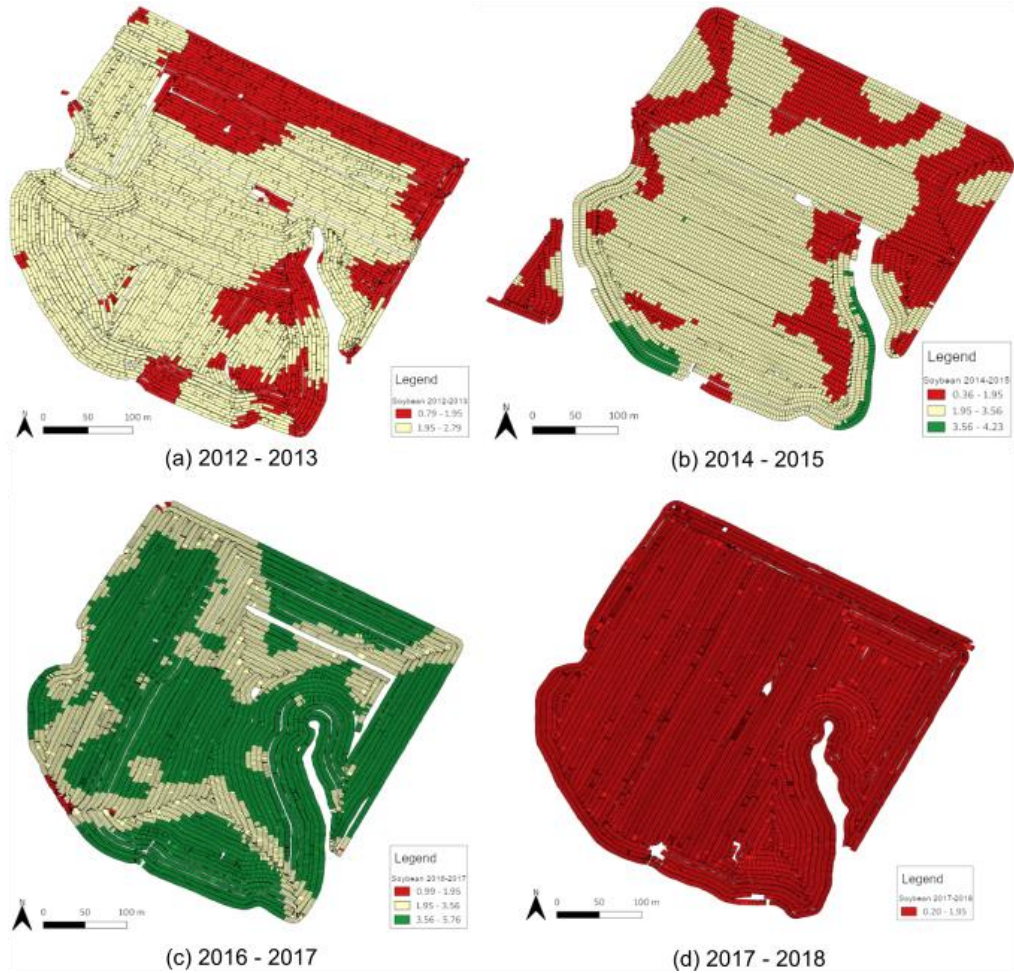 Legend
Soybean 2012-2013
0.79 - 1.95
1.95 - 2.79
N
0 50 100 m
(a) 2012 - 2013
Legend
Soybean 2014-2015
0.36 - 1.95
1.95 - 3.56
3.56 - 4.23
N
0 50 100 m
(b) 2014 - 2015
Legend
Soybean 2016-2017
0.99 - 1.95
1.95 - 3.56
3.56 - 5.76
N
0 50 100 m
(c) 2016 - 2017
Legend
Soybean 2017-2018
0.20 - 1.95
N
0 50 100 m
(d) 2017 - 2018